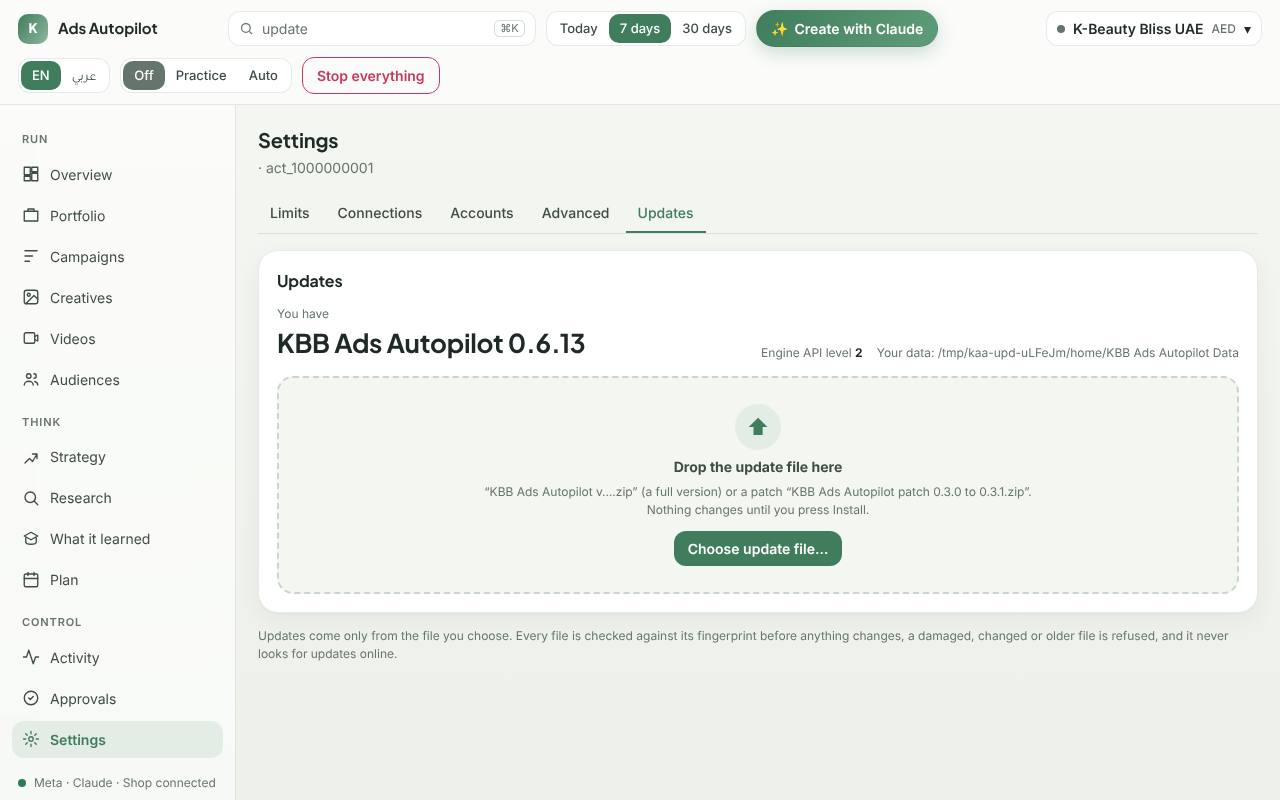 K
Ads Autopilot
update
⌘K
Today
7 days
30 days
✨ Create with Claude
K-Beauty Bliss UAE AED ▾
EN
عربي
Off
Practice
Auto
Stop everything
RUN
Overview
Portfolio
Campaigns
Creatives
Videos
Audiences
THINK
Strategy
Research
What it learned
Plan
CONTROL
Activity
Approvals
Settings
Meta · Claude · Shop connected
Settings
· act_1000000001
Limits
Connections
Accounts
Advanced
Updates
Updates
You have
KBB Ads Autopilot 0.6.13
Engine API level 2
Your data: /tmp/kaa-upd-uLFeJm/home/KBB Ads Autopilot Data
Drop the update file here
“KBB Ads Autopilot v….zip” (a full version) or a patch “KBB Ads Autopilot patch 0.3.0 to 0.3.1.zip”.
Nothing changes until you press Install.
Choose update file…
Updates come only from the file you choose. Every file is checked against its fingerprint before anything changes, a damaged, changed or older file is refused, and it never
looks for updates online.